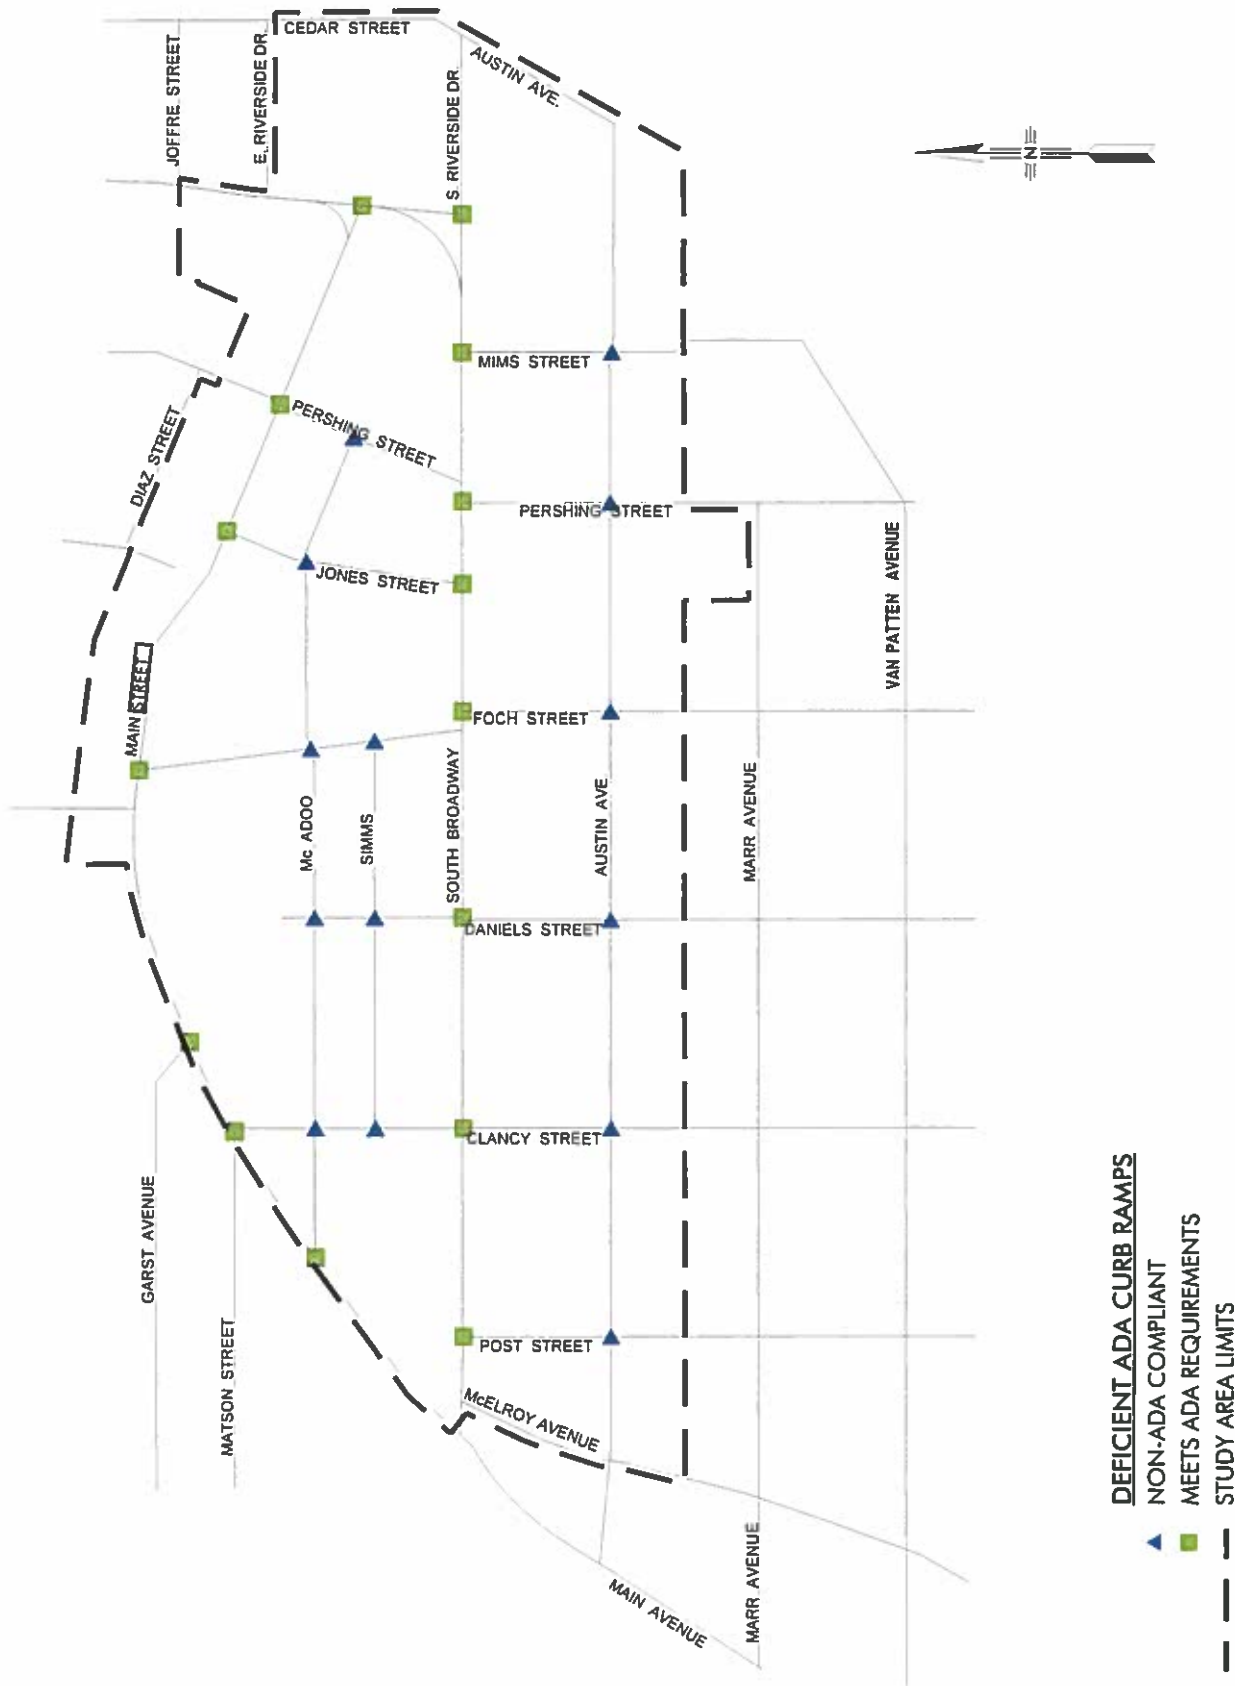 CEDAR STREET
JOFFRE STREET
E. RIVERSIDE DR.
S. RIVERSIDE DR.
AUSTIN AVE.
N
MIMS STREET
PERSHING STREET
DIAZ STREET
PERSHING STREET
JONES STREET
MAIN STREET
FOCH STREET
VAN PATTEN AVENUE
Mc ADOO
SIMMS
SOUTH BROADWAY
AUSTIN AVE
MARR AVENUE
DANIELS STREET
CLANCY STREET
GARST AVENUE
MATSON STREET
POST STREET
McELROY AVENUE
MAIN AVENUE
MARR AVENUE
DEFICIENT ADA CURB RAMPS
NON-ADA COMPLIANT
MEETS ADA REQUIREMENTS
STUDY AREA LIMITS